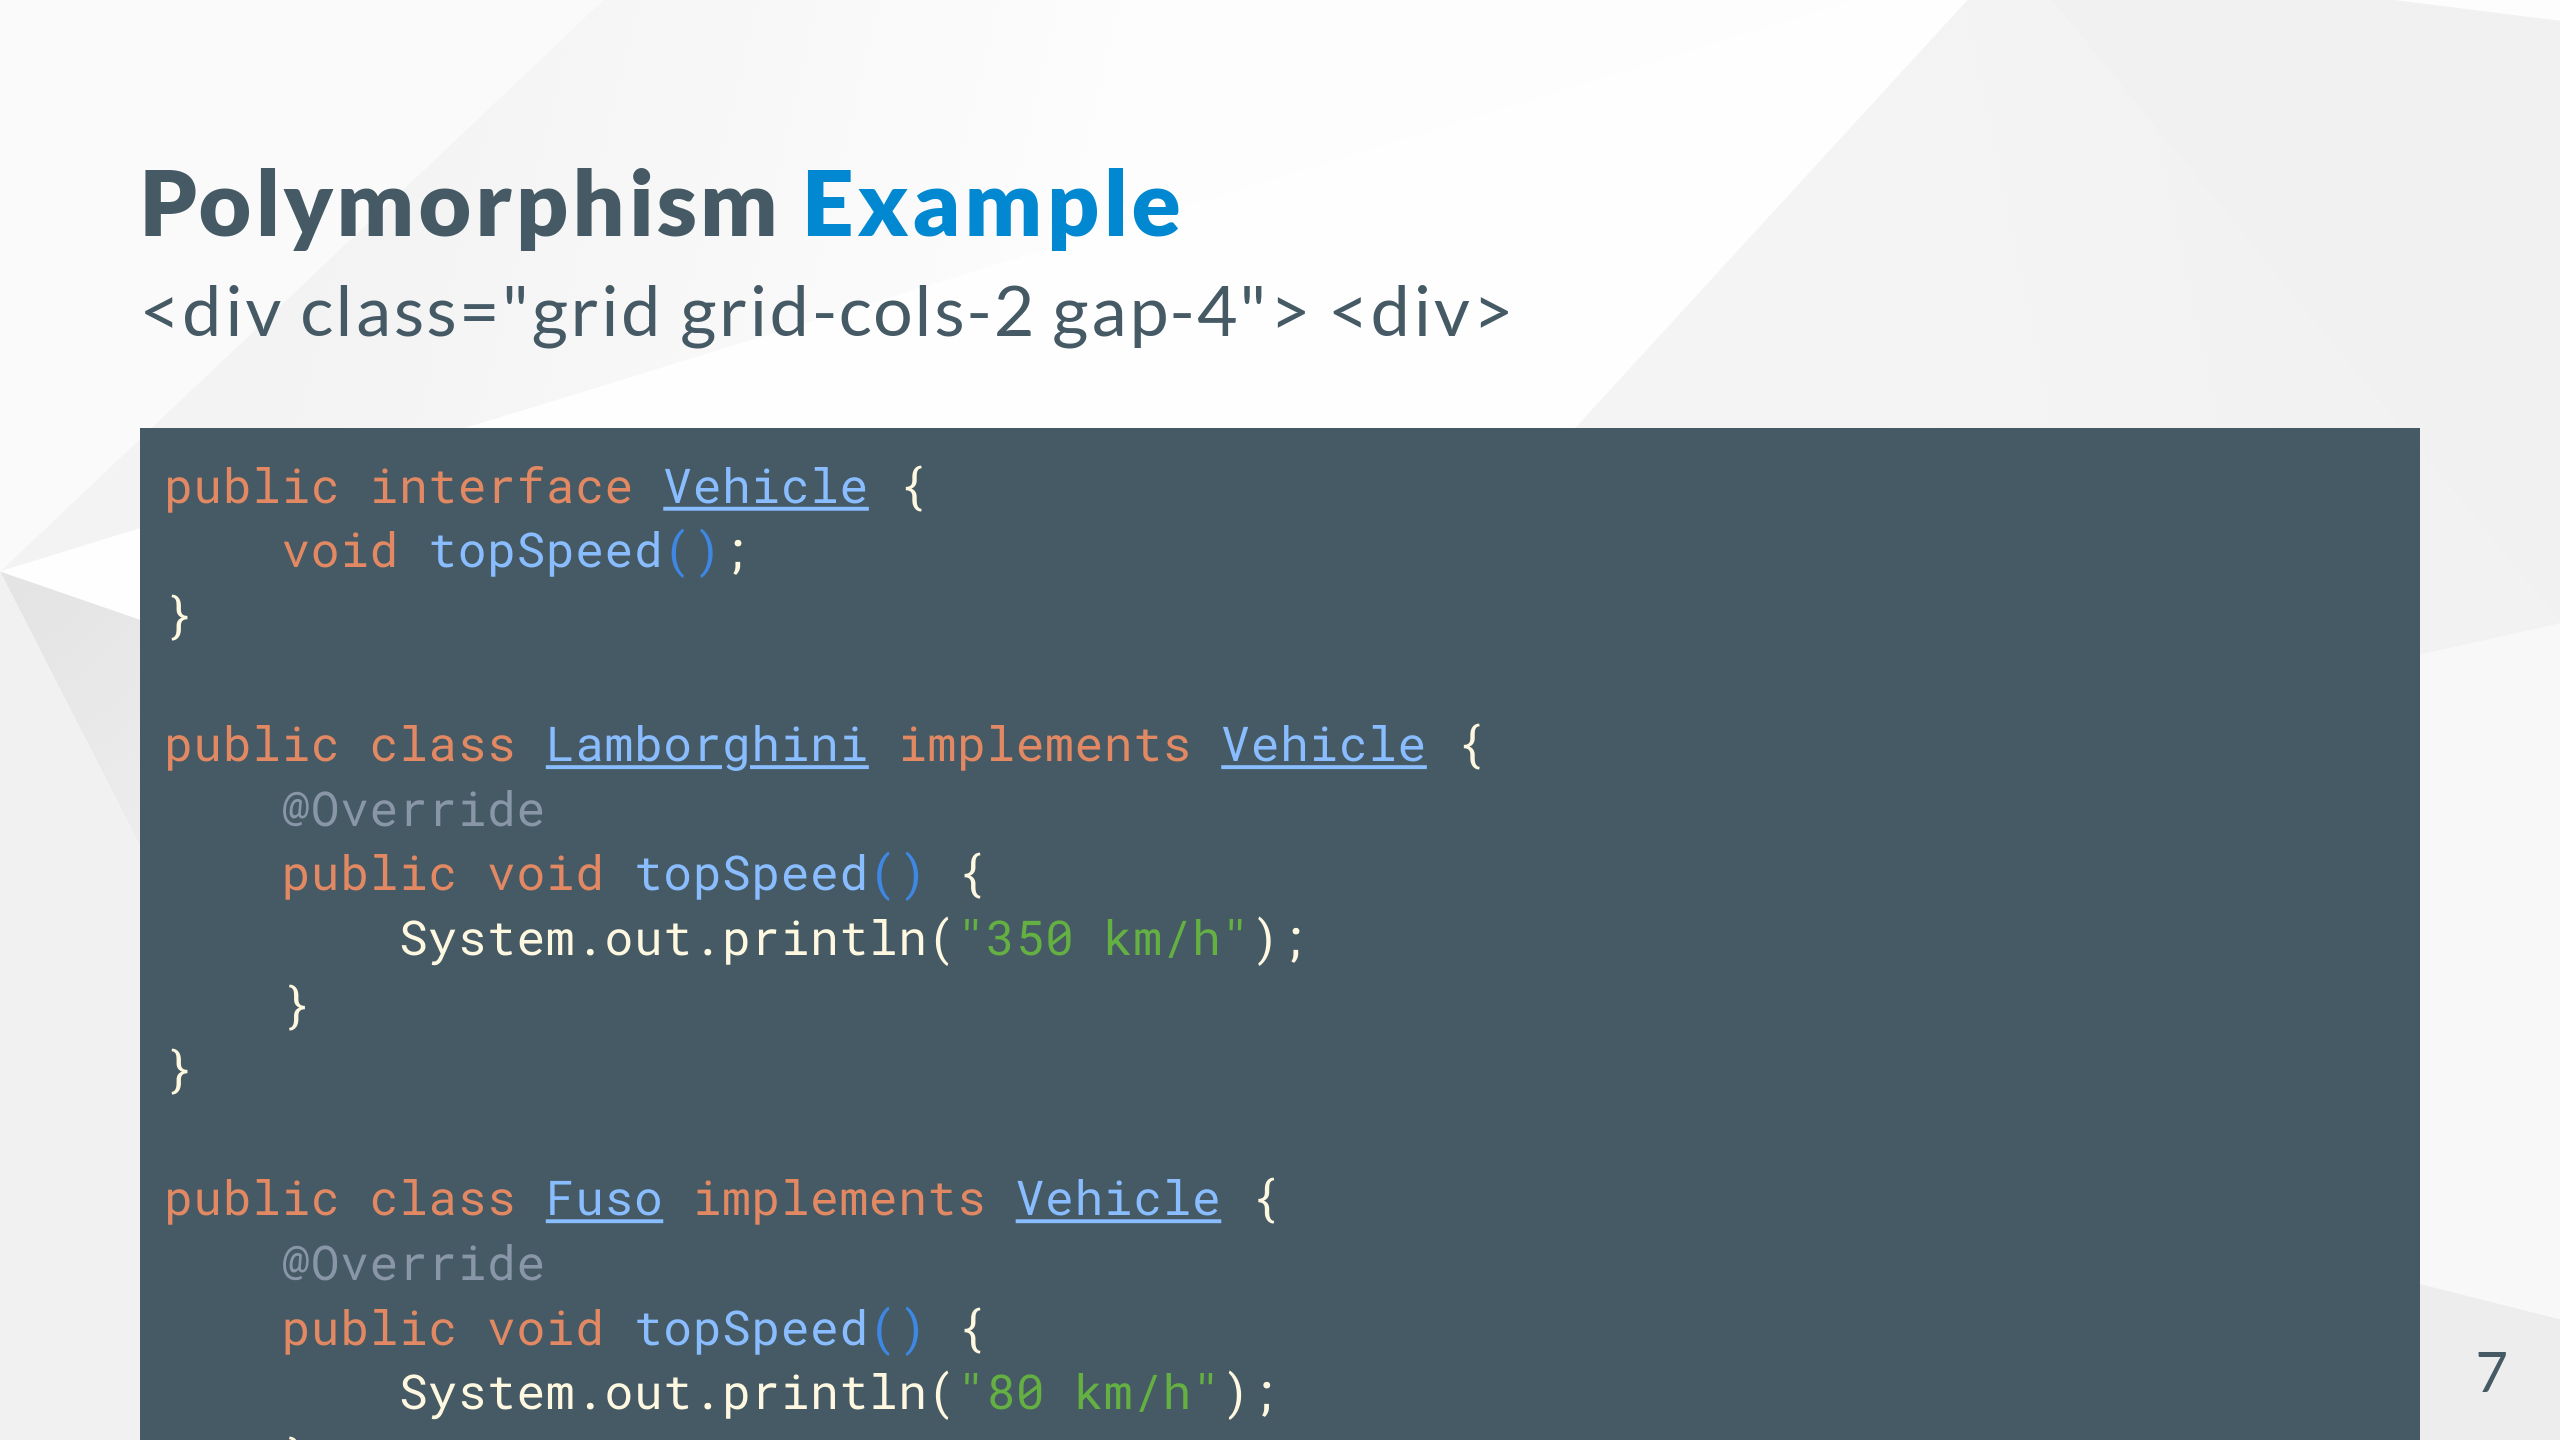 Polymorphism Example
<div class="grid grid-cols-2 gap-4"> <div>
public interface Vehicle {
    void topSpeed();
}

public class Lamborghini implements Vehicle {
    @Override
    public void topSpeed() {
        System.out.println("350 km/h");
    }
}

public class Fuso implements Vehicle {
    @Override
    public void topSpeed() {
        System.out.println("80 km/h");
7